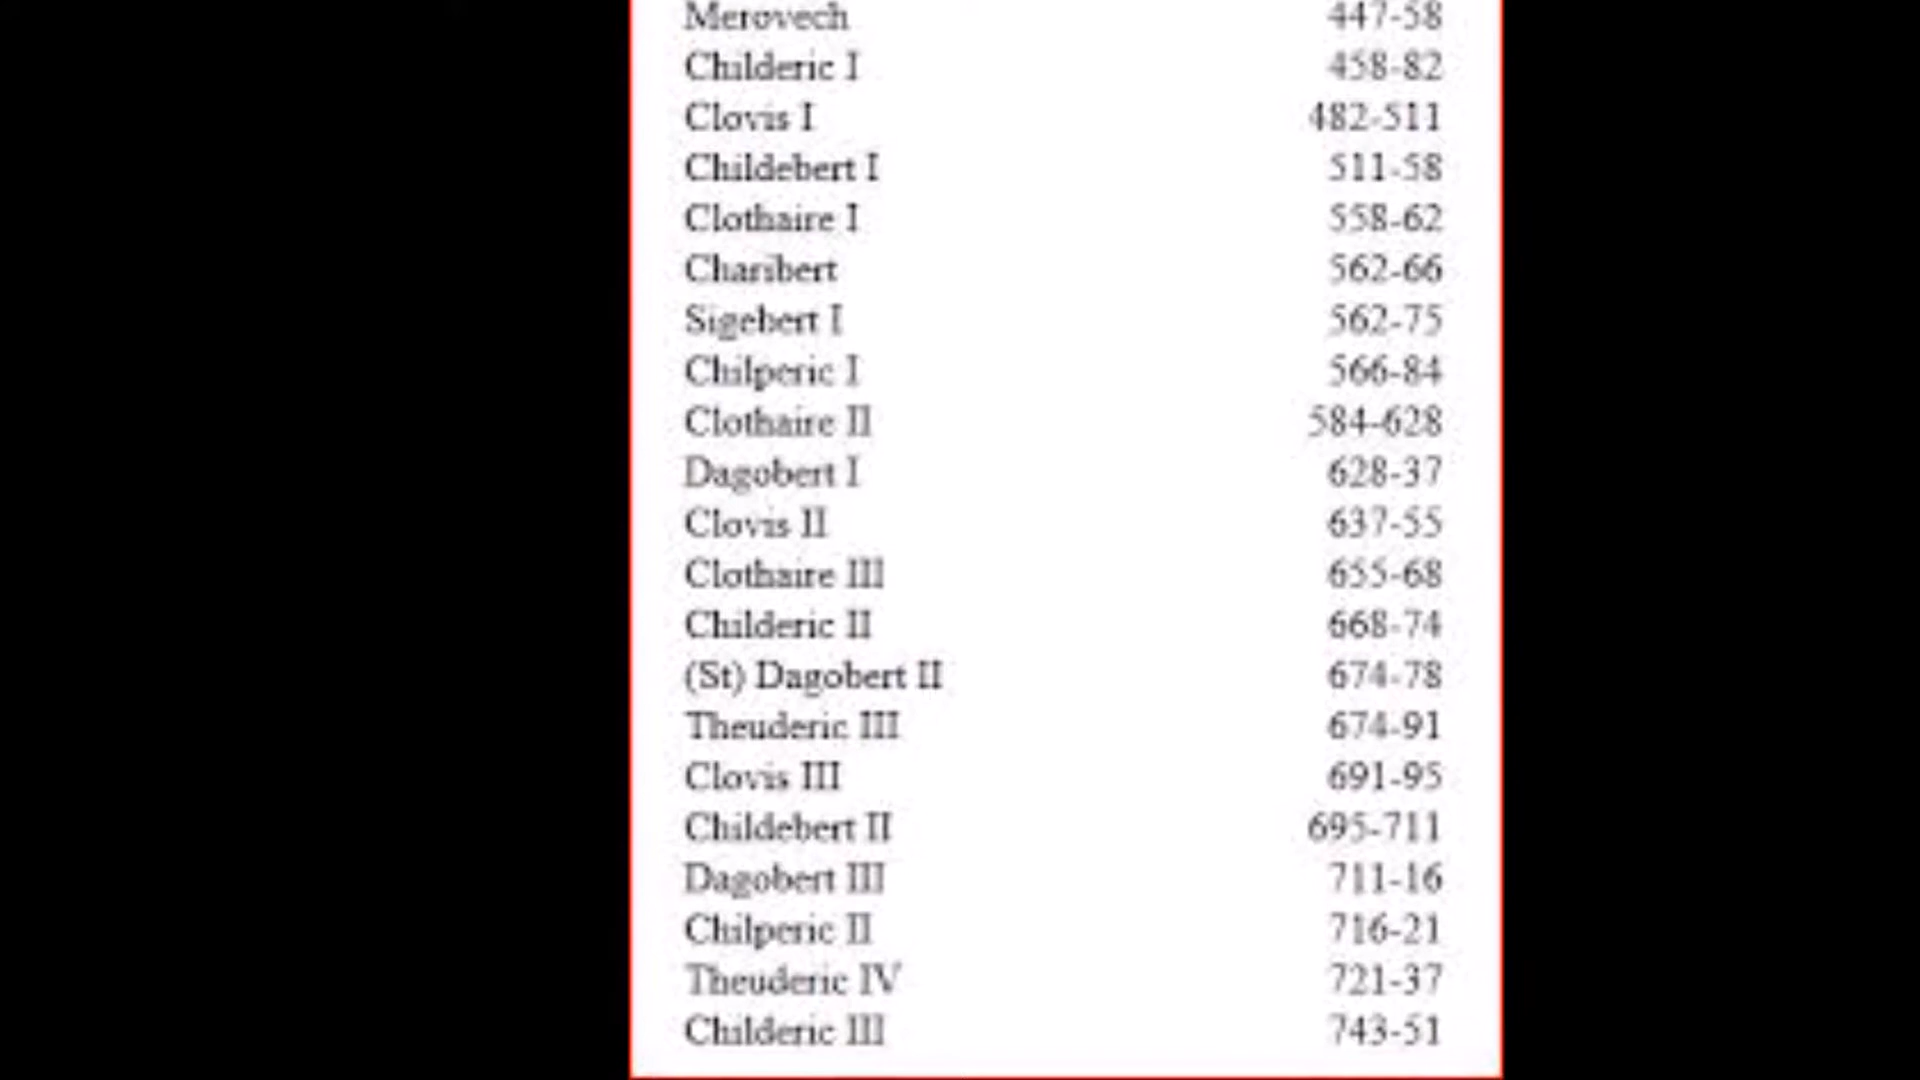 Merovech 447-58
Childeric I 458-82
Clovis I 482-511
Childebert I 511-58
Clothaire I 558-62
Charibert 562-66
Sigebert I 562-75
Chilperic I 566-84
Clothaire II 584-628
Dagobert I 628-37
Clovis II 637-55
Clothaire III 655-68
Childeric II 668-74
(St) Dagobert II 674-78
Theuderic III 674-91
Clovis III 691-95
Childebert II 695-711
Dagobert III 711-16
Chilperic II 716-21
Theuderic IV 721-37
Childeric III 743-51